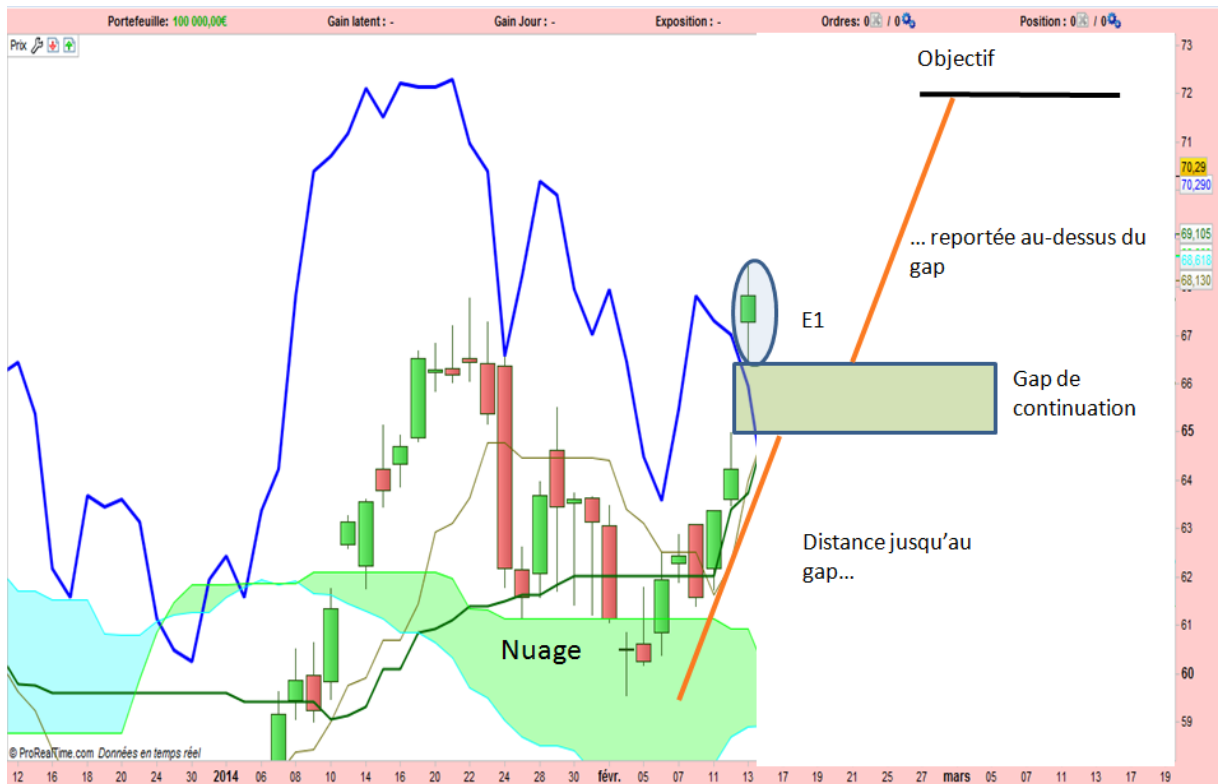 Portefeuille: 100 000,00€ Gain latent : - Gain Jour : - Exposition : - Ordres: 0 / 0 Position : 0 / 0
Prix
73
Objectif
72
71
70,29
70,290
... reportée au-dessus du
gap
69,105
68,618
68,130
E1
67
66
Gap de
continuation
65
64
63
Distance jusqu'au
gap...
62
61
Nuage
60
59
© ProRealTime.com Données en temps réel
12 16 18 20 24 26 30 2014 06 08 10 14 16 20 22 24 28 30 févr. 05 07 11 13 17 19 21 25 27 mars 05 07 11 13 17 19